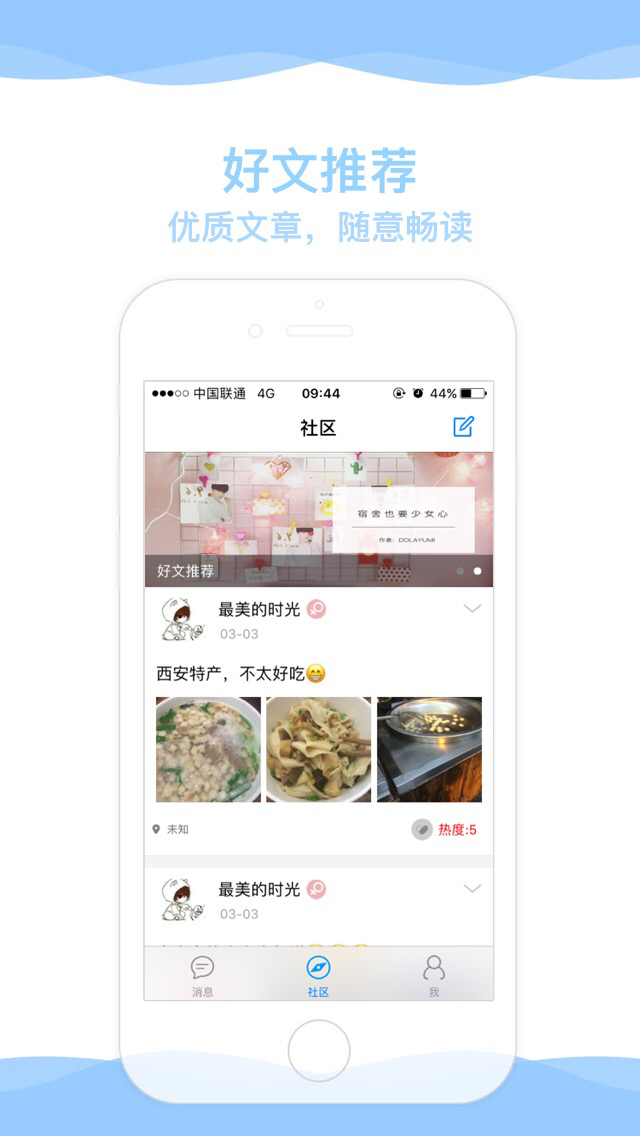 好文推荐
优质文章，随意畅读
中国联通 4G 09:44 44%
社区
宿舍也要少女心
作者：DOLAYUMI
好文推荐
最美的时光
03-03
西安特产，不太好吃😁
未知 热度:5
最美的时光
03-03
消息 社区 我